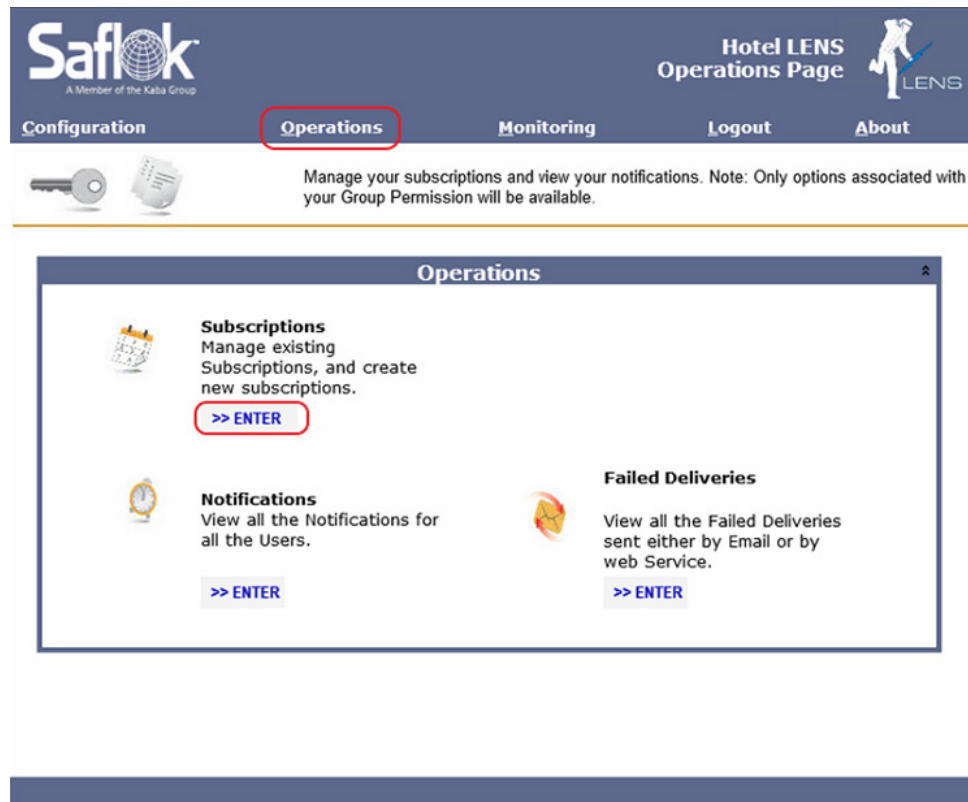 Saflok
A Member of the Kaba Group
Hotel LENS
Operations Page
LENS
Configuration
Operations
Monitoring
Logout
About
Manage your subscriptions and view your notifications. Note: Only options associated with
your Group Permission will be available.
Operations
Subscriptions
Manage existing
Subscriptions, and create
new subscriptions.
>> ENTER
Notifications
View all the Notifications for
all the Users.
>> ENTER
Failed Deliveries
View all the Failed Deliveries
sent either by Email or by
web Service.
>> ENTER